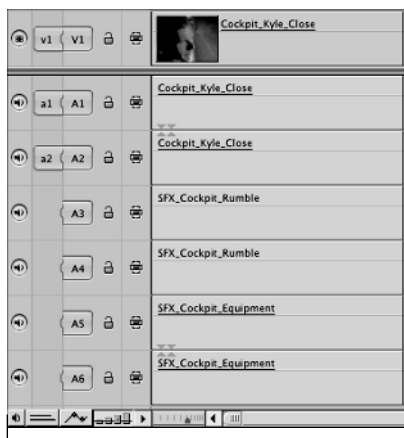 v1 V1 Cockpit_Kyle_Close
a1 A1 Cockpit_Kyle_Close
a2 A2 Cockpit_Kyle_Close
A3 SFX_Cockpit_Rumble
A4 SFX_Cockpit_Rumble
A5 SFX_Cockpit_Equipment
A6 SFX_Cockpit_Equipment